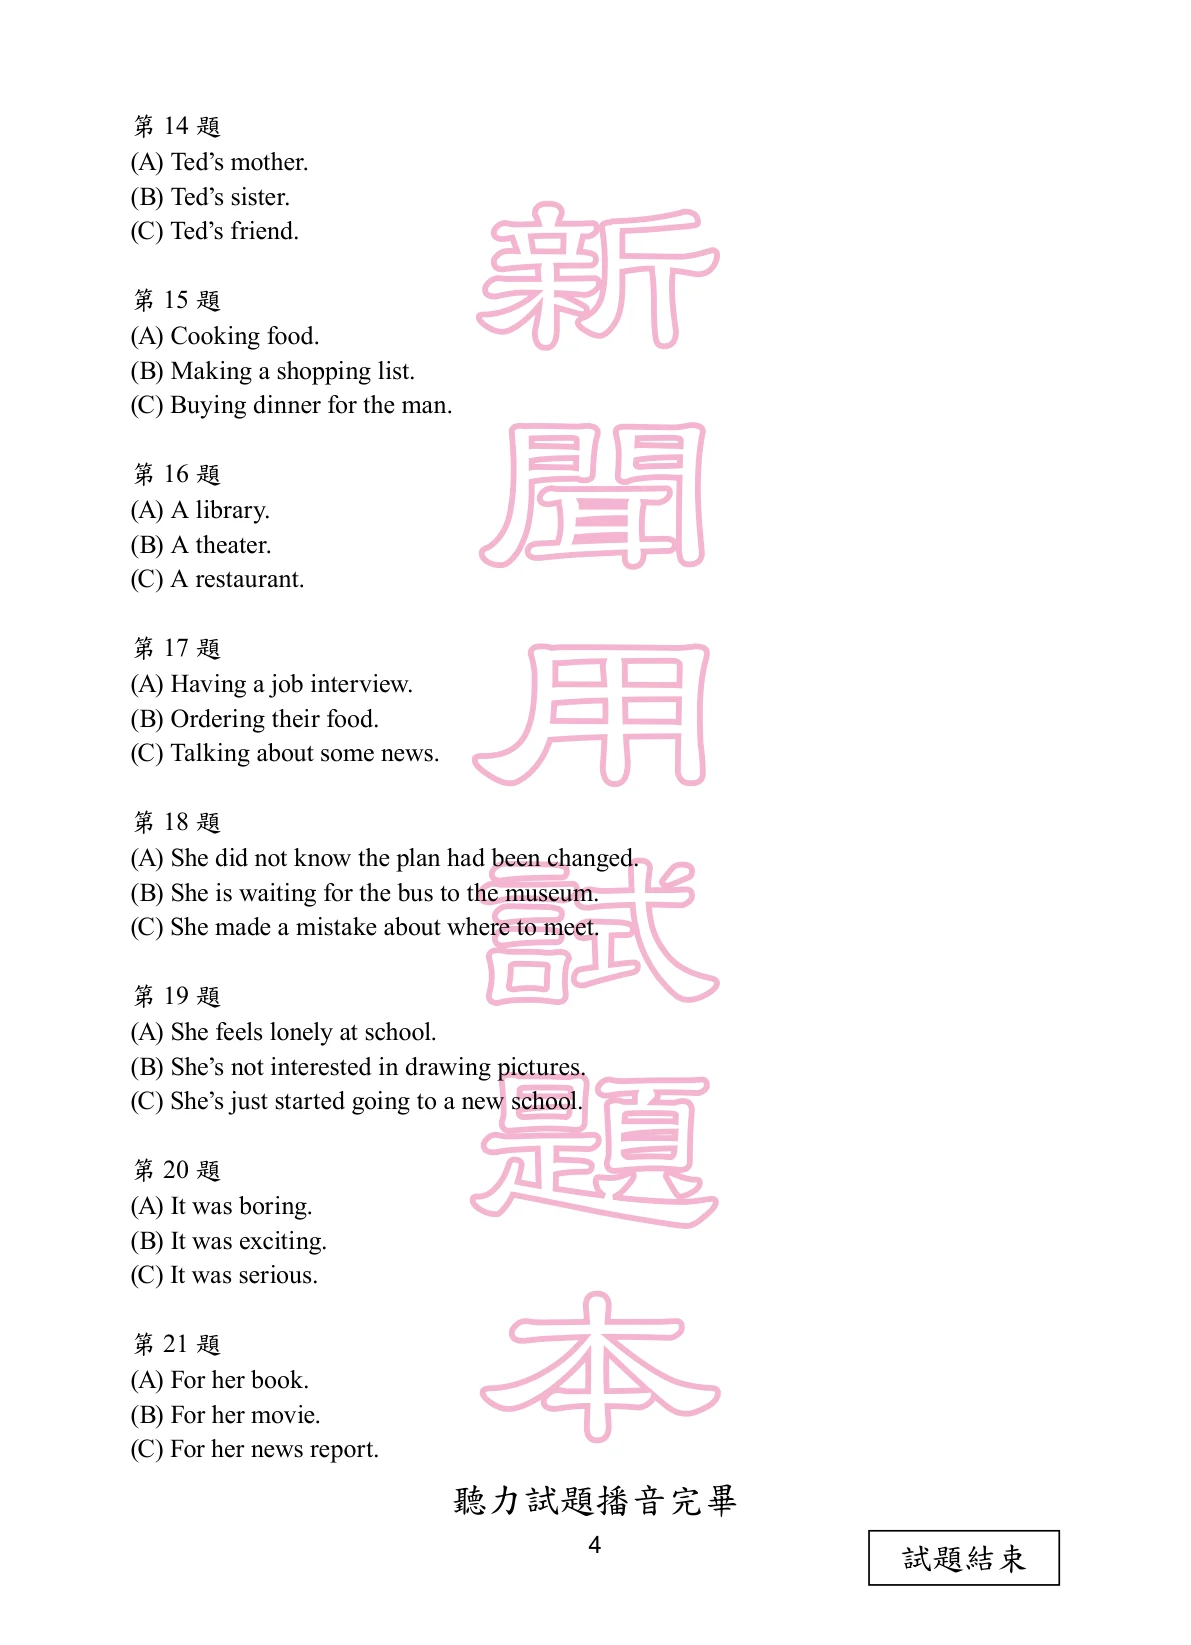 第 14 題
(A) Ted’s mother.
(B) Ted’s sister.
(C) Ted’s friend.
第 15 題
(A) Cooking food.
(B) Making a shopping list.
(C) Buying dinner for the man.
第 16 題
(A) A library.
(B) A theater.
(C) A restaurant.
第 17 題
(A) Having a job interview.
(B) Ordering their food.
(C) Talking about some news.
第 18 題
(A) She did not know the plan had been changed.
(B) She is waiting for the bus to the museum.
(C) She made a mistake about where to meet.
第 19 題
(A) She feels lonely at school.
(B) She’s not interested in drawing pictures.
(C) She’s just started going to a new school.
第 20 題
(A) It was boring.
(B) It was exciting.
(C) It was serious.
第 21 題
(A) For her book.
(B) For her movie.
(C) For her news report.
聽力試題播音完畢
4
試題結束
新聞用試題本